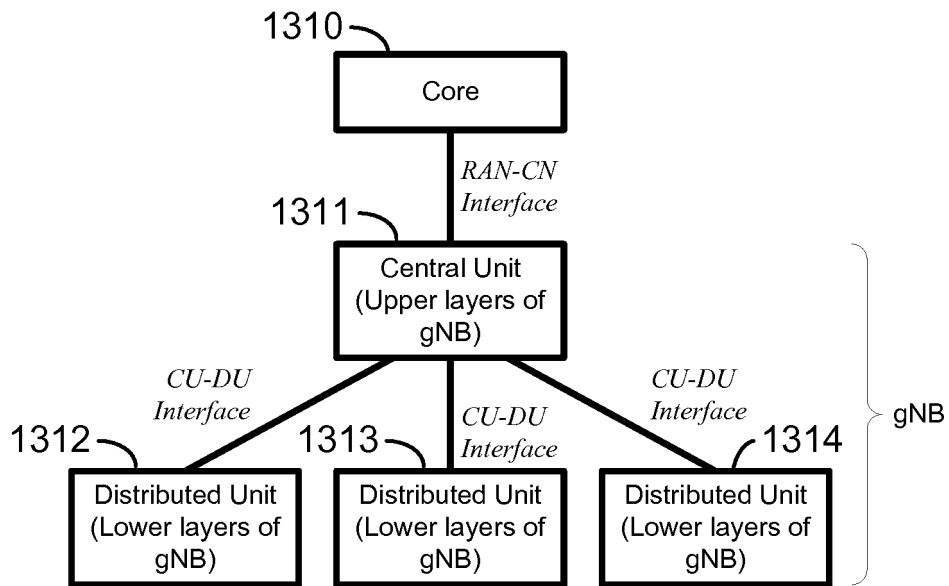 1310
Core
RAN-CN
Interface
1311
Central Unit
(Upper layers of
gNB)
CU-DU
Interface
CU-DU
Interface
CU-DU
Interface
gNB
1312
1313
1314
Distributed Unit
(Lower layers of
gNB)
Distributed Unit
(Lower layers of
gNB)
Distributed Unit
(Lower layers of
gNB)